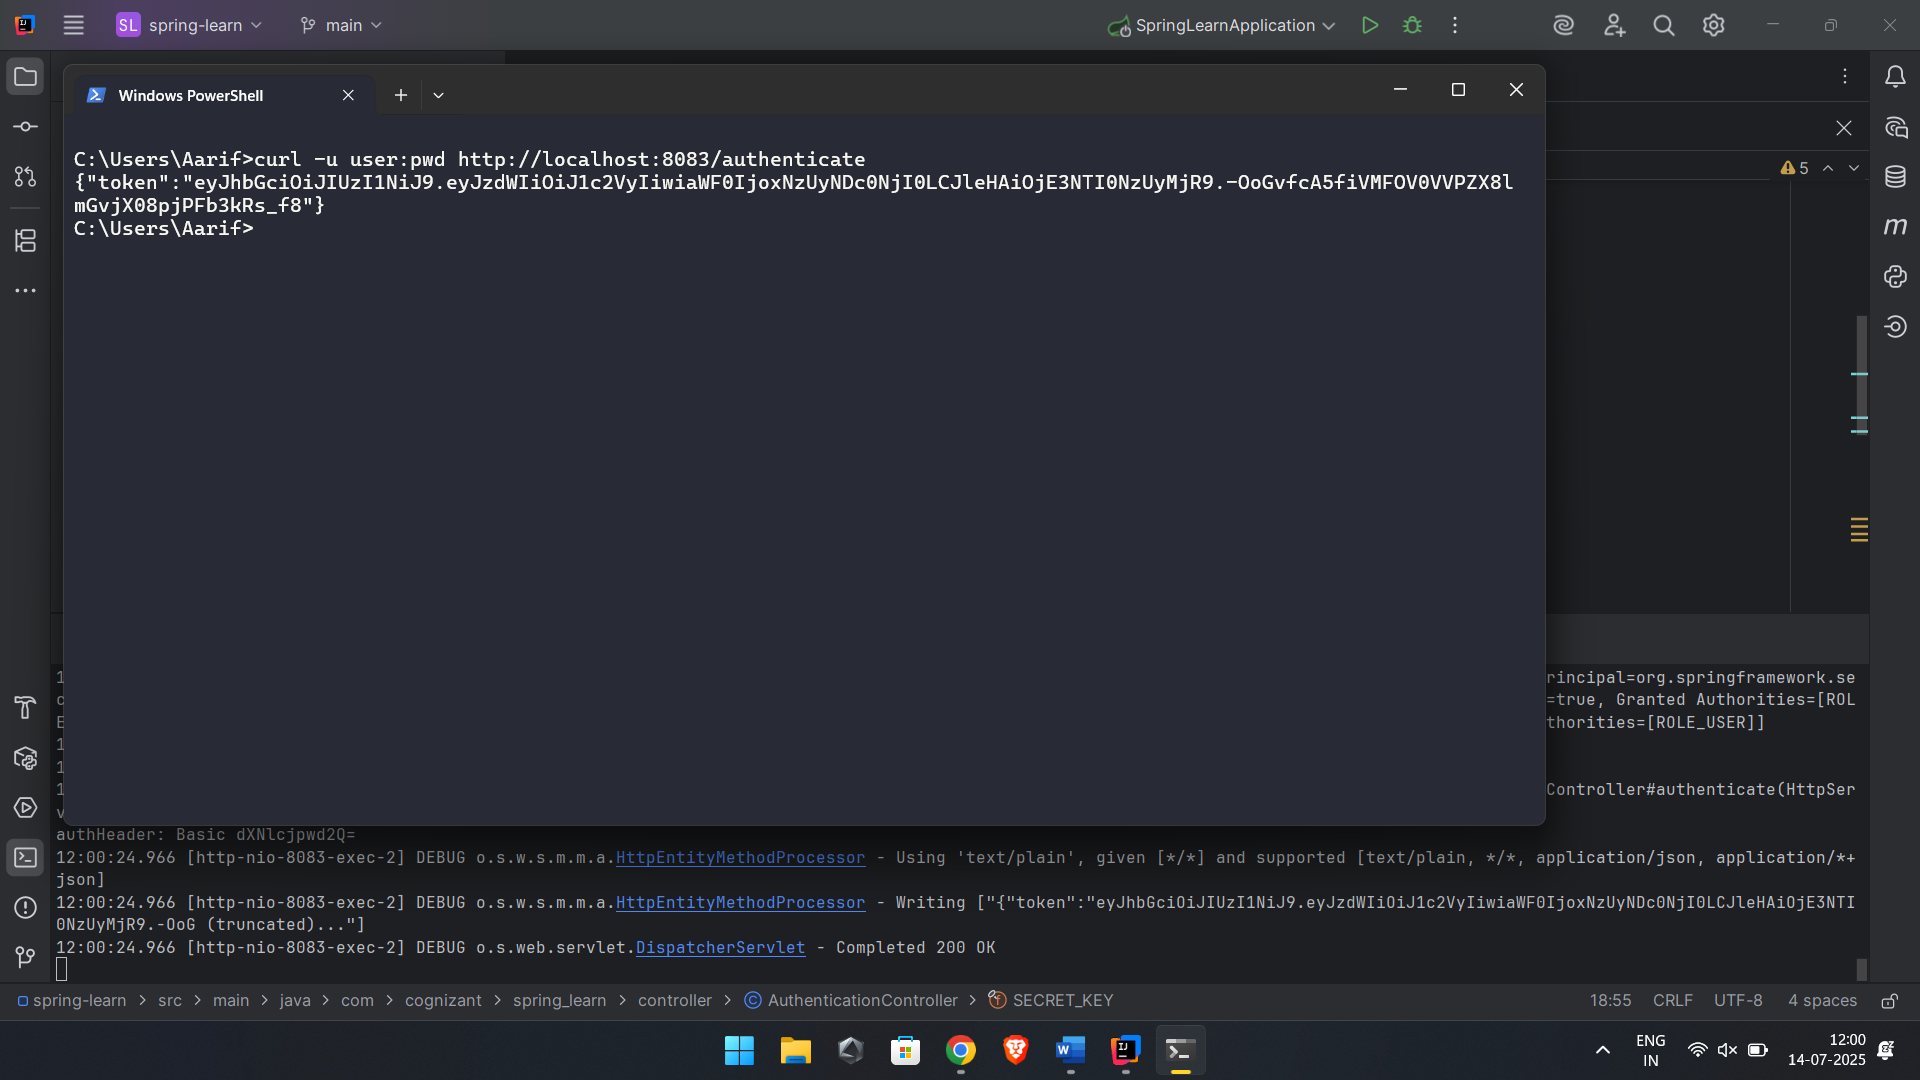 SL spring-learn main SpringLearnApplication
Windows PowerShell
C:\Users\Aarif>curl -u user:pwd http://localhost:8083/authenticate
{"token":"eyJhbGciOiJIUzI1NiJ9.eyJzdWIiOiJ1c2VyIiwiaWF0IjoxNzUyNDc0NjI0LCJleHAiOjE3NTI0NzUyMjR9.-OoGvfcA5fiVMFOV0VVPZX8l
mGvjX08pjPFb3kRs_f8"}
C:\Users\Aarif>
5
rincipal=org.springframework.se
=true, Granted Authorities=[ROL
thorities=[ROLE_USER]]
Controller#authenticate(HttpSer
authHeader: Basic dXNlcjpwd2Q=
12:00:24.966 [http-nio-8083-exec-2] DEBUG o.s.w.s.m.m.a.HttpEntityMethodProcessor - Using 'text/plain', given [*/*] and supported [text/plain, */*, application/json, application/*+
json]
12:00:24.966 [http-nio-8083-exec-2] DEBUG o.s.w.s.m.m.a.HttpEntityMethodProcessor - Writing ["{"token":"eyJhbGciOiJIUzI1NiJ9.eyJzdWIiOiJ1c2VyIiwiaWF0IjoxNzUyNDc0NjI0LCJleHAiOjE3NTI
0NzUyMjR9.-OoG (truncated)..."]
12:00:24.966 [http-nio-8083-exec-2] DEBUG o.s.web.servlet.DispatcherServlet - Completed 200 OK
spring-learn > src > main > java > com > cognizant > spring_learn > controller > AuthenticationController > SECRET_KEY
18:55 CRLF UTF-8 4 spaces
ENG
IN
12:00
14-07-2025